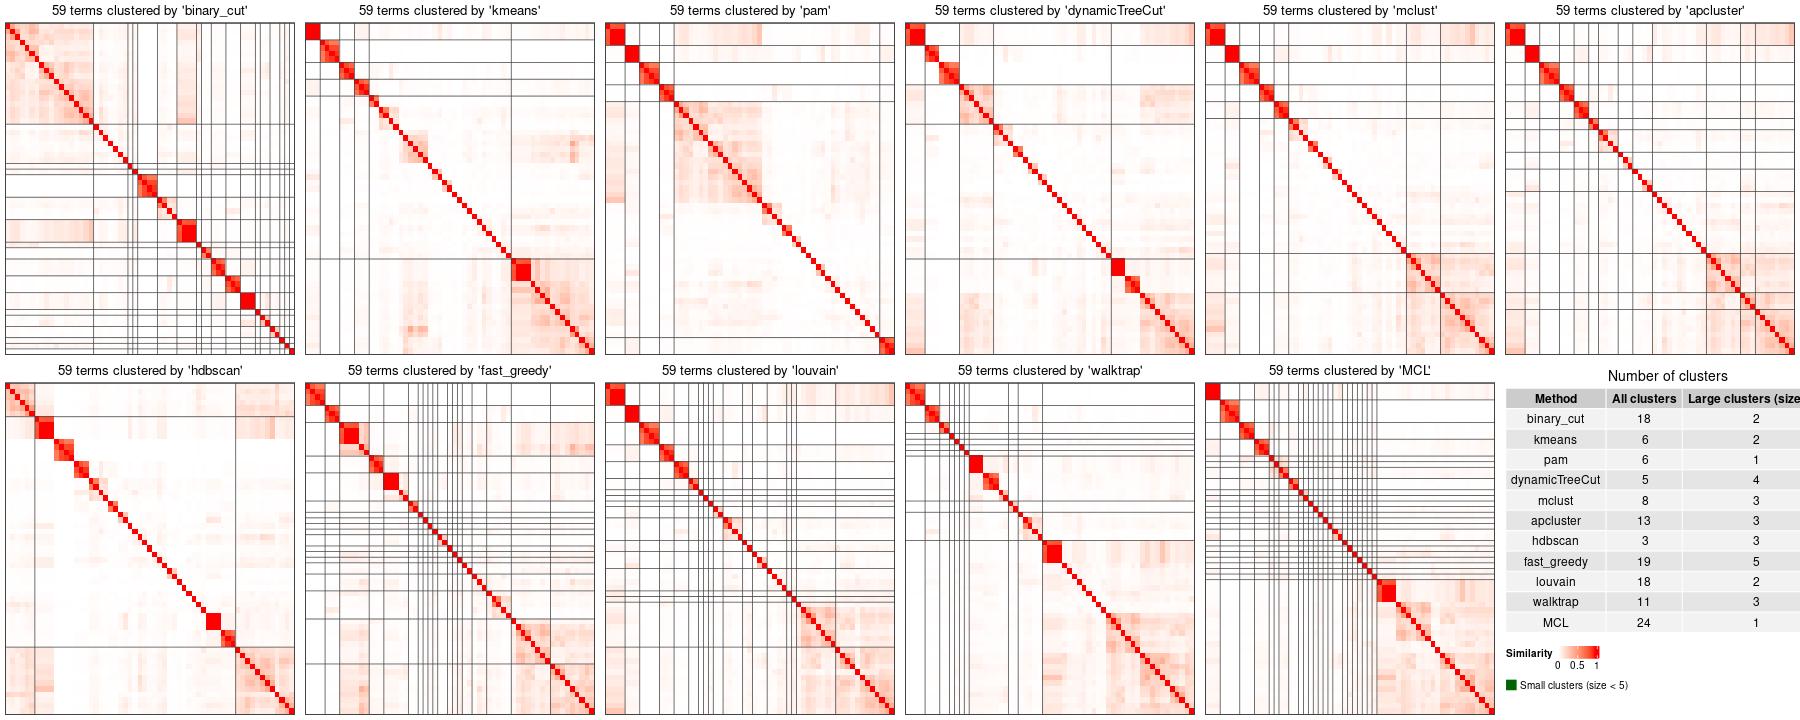 59 terms clustered by 'binary_cut'
59 terms clustered by 'kmeans'
59 terms clustered by 'pam'
59 terms clustered by 'dynamicTreeCut'
59 terms clustered by 'mclust'
59 terms clustered by 'apcluster'
59 terms clustered by 'hdbscan'
59 terms clustered by 'fast_greedy'
59 terms clustered by 'louvain'
59 terms clustered by 'walktrap'
59 terms clustered by 'MCL'
Number of clusters
Method All clusters Large clusters (size
binary_cut 18 2
kmeans 6 2
pam 6 1
dynamicTreeCut 5 4
mclust 8 3
apcluster 13 3
hdbscan 3 3
fast_greedy 19 5
louvain 18 2
walktrap 11 3
MCL 24 1
Similarity
0 0.5 1
Small clusters (size < 5)